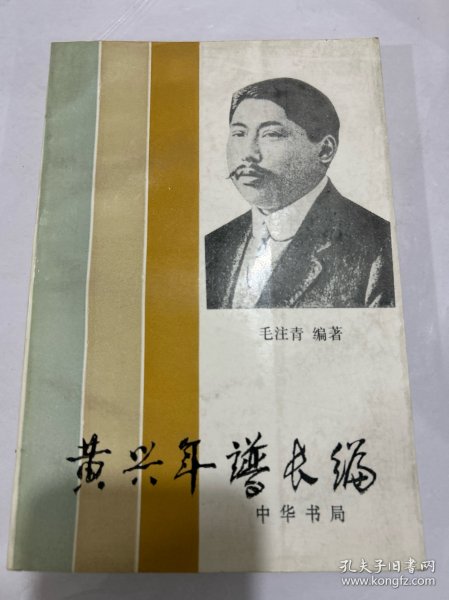 毛注青 编著
黄兴年谱长编
中华书局
孔夫子旧书网
www.kongfz.com